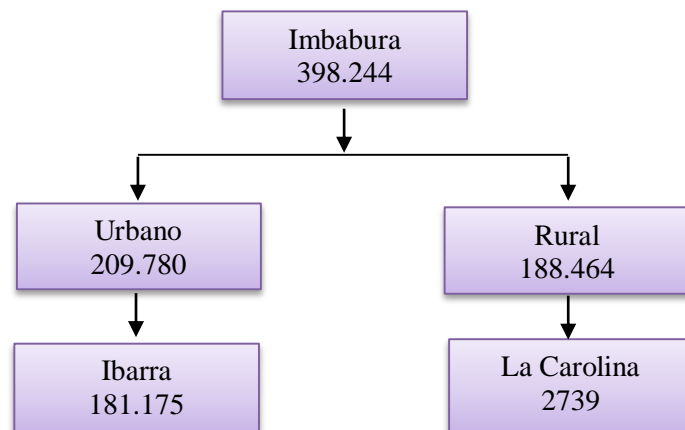 Imbabura
398.244
Urbano
209.780
Rural
188.464
Ibarra
181.175
La Carolina
2739